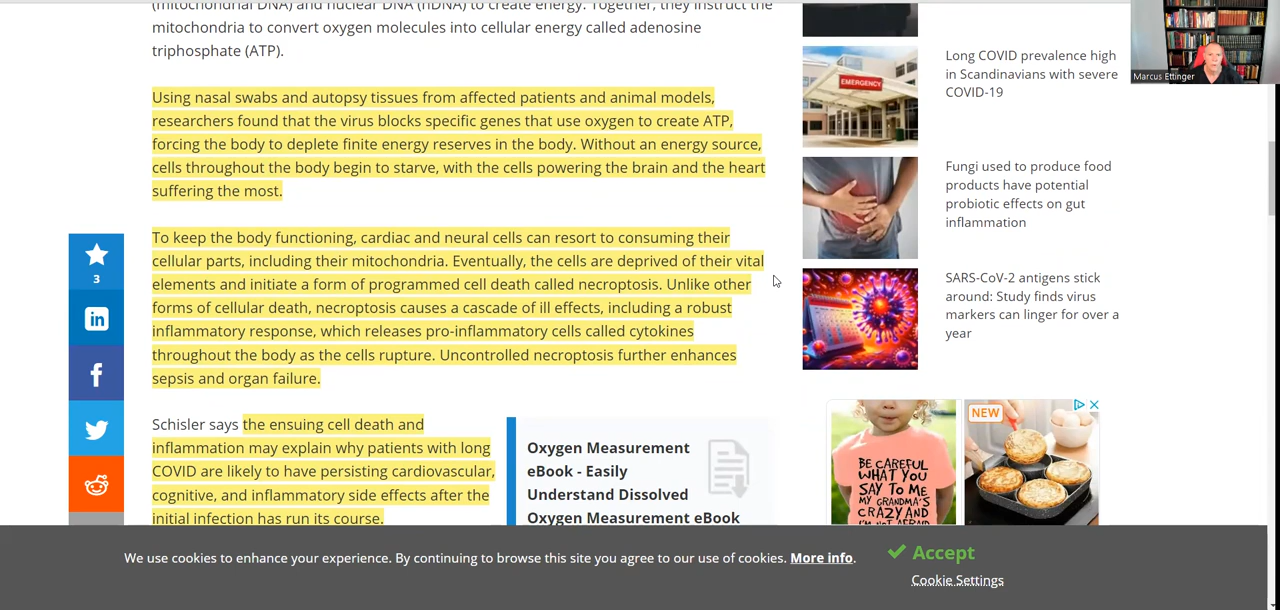 (mitochondrial DNA) and nuclear DNA (nDNA) to create energy. Together, they instruct the
mitochondria to convert oxygen molecules into cellular energy called adenosine
triphosphate (ATP).
Using nasal swabs and autopsy tissues from affected patients and animal models,
researchers found that the virus blocks specific genes that use oxygen to create ATP,
forcing the body to deplete finite energy reserves in the body. Without an energy source,
cells throughout the body begin to starve, with the cells powering the brain and the heart
suffering the most.
To keep the body functioning, cardiac and neural cells can resort to consuming their
cellular parts, including their mitochondria. Eventually, the cells are deprived of their vital
elements and initiate a form of programmed cell death called necroptosis. Unlike other
forms of cellular death, necroptosis causes a cascade of ill effects, including a robust
inflammatory response, which releases pro-inflammatory cells called cytokines
throughout the body as the cells rupture. Uncontrolled necroptosis further enhances
sepsis and organ failure.
Schisler says the ensuing cell death and
inflammation may explain why patients with long
COVID are likely to have persisting cardiovascular,
cognitive, and inflammatory side effects after the
initial infection has run its course.
3
in
f
Oxygen Measurement
eBook - Easily
Understand Dissolved
Oxygen Measurement eBook
EMERGENCY
Long COVID prevalence high
in Scandinavians with severe
COVID-19
Fungi used to produce food
products have potential
probiotic effects on gut
inflammation
SARS-CoV-2 antigens stick
around: Study finds virus
markers can linger for over a
year
BE CAREFUL
WHAT YOU
SAY TO ME
MY GRANDMA'S
CRAZY AND
I'M NOT AFRAID
NEW
Marcus Ettinger
We use cookies to enhance your experience. By continuing to browse this site you agree to our use of cookies. More info.
Accept
Cookie Settings